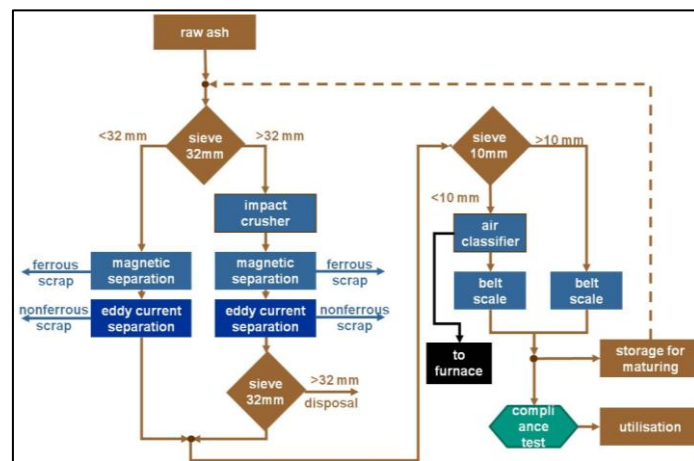 raw ash
<32 mm
sieve
32mm
>32 mm
sieve
10mm
>10 mm
<10 mm
impact
crusher
air
classifier
ferrous
scrap
magnetic
separation
magnetic
separation
ferrous
scrap
belt
scale
belt
scale
nonferrous
scrap
eddy current
separation
eddy current
separation
nonferrous
scrap
to
furnace
storage for
maturing
sieve
32mm
>32 mm
disposal
compli
ance
test
utilisation